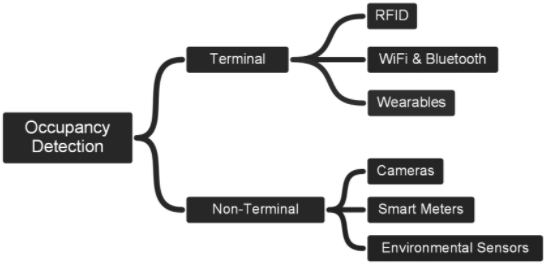 Occupancy
Detection
Terminal
RFID
WiFi & Bluetooth
Wearables
Non-Terminal
Cameras
Smart Meters
Environmental Sensors